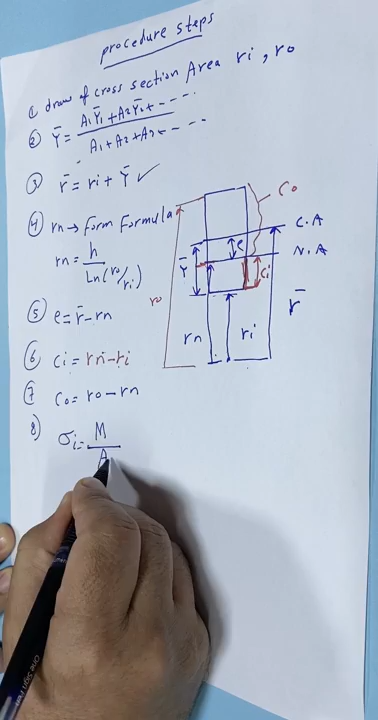 procedure steps
① draw of cross section Area ri , ro
② Ȳ = A1Ȳ1 + A2Ȳ2 + - - - -
A1 + A2 + A3 + - - - -
③ r̄ = ri + Ȳ ✓
④ rn → Form Formula
rn = h
Ln(ro/ri)
⑤ e = r̄ - rn
⑥ ci = rn - ri
⑦ Co = ro - rn
8) σi = M
A
Co
C.A
e
N.A
Ȳ
Ci
ro
r̄
rn
ri